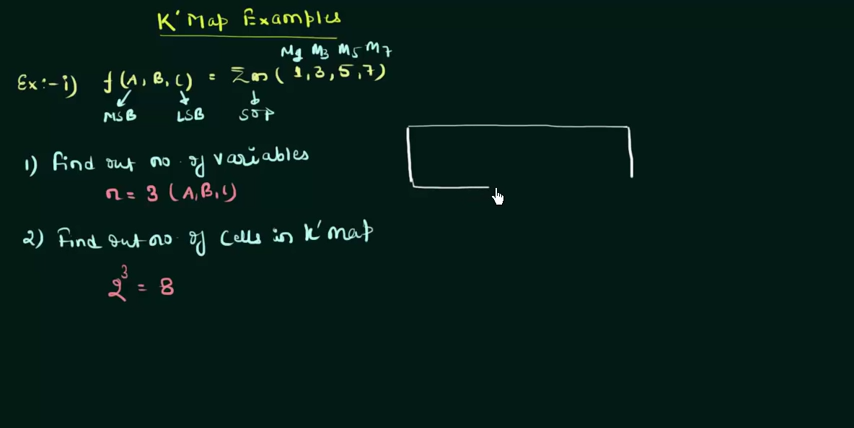 K' Map Examples
M1 M3 M5 M7
Ex:-1) f(A, B, C) = Σm (1, 3, 5, 7)
MSB LSB SOP
1) Find out no. of variables
n = 3 (A, B, C)
2) Find out no. of cells in K' map
2³ = 8